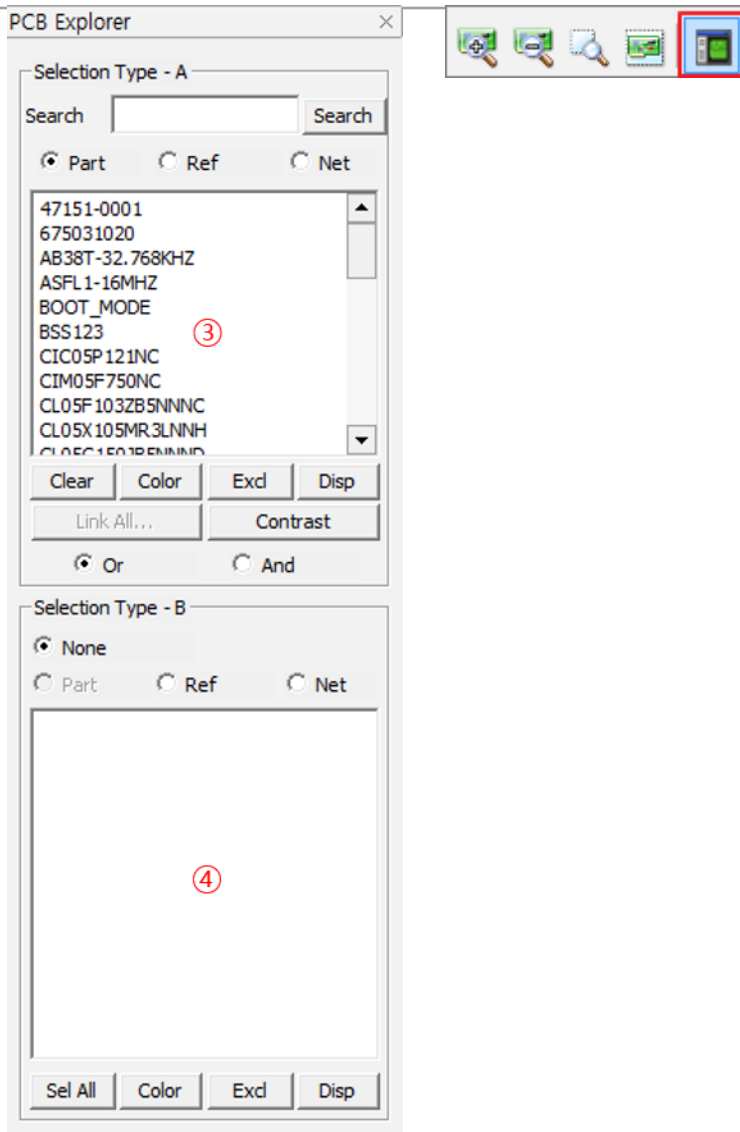 PCB Explorer
Selection Type - A
Search Search
Part Ref Net
47151-0001
675031020
AB38T-32.768KHZ
ASFL1-16MHZ
BOOT_MODE
BSS123
③
CIC05P121NC
CIM05F750NC
CL05F103ZB5NNNC
CL05X105MR3LNNH
Clear Color Excl Disp
Link All... Contrast
Or And
Selection Type - B
None
Part Ref Net
④
Sel All Color Excl Disp